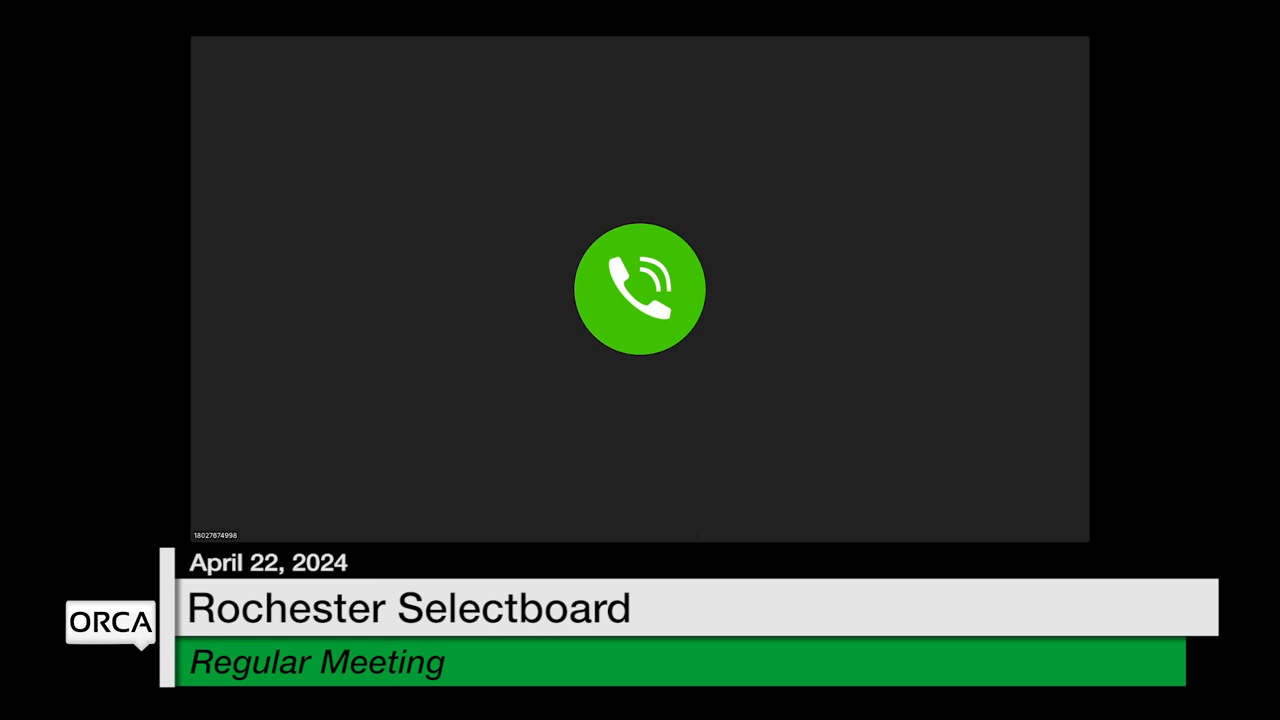 18027674998
April 22, 2024
Rochester Selectboard
ORCA
Regular Meeting